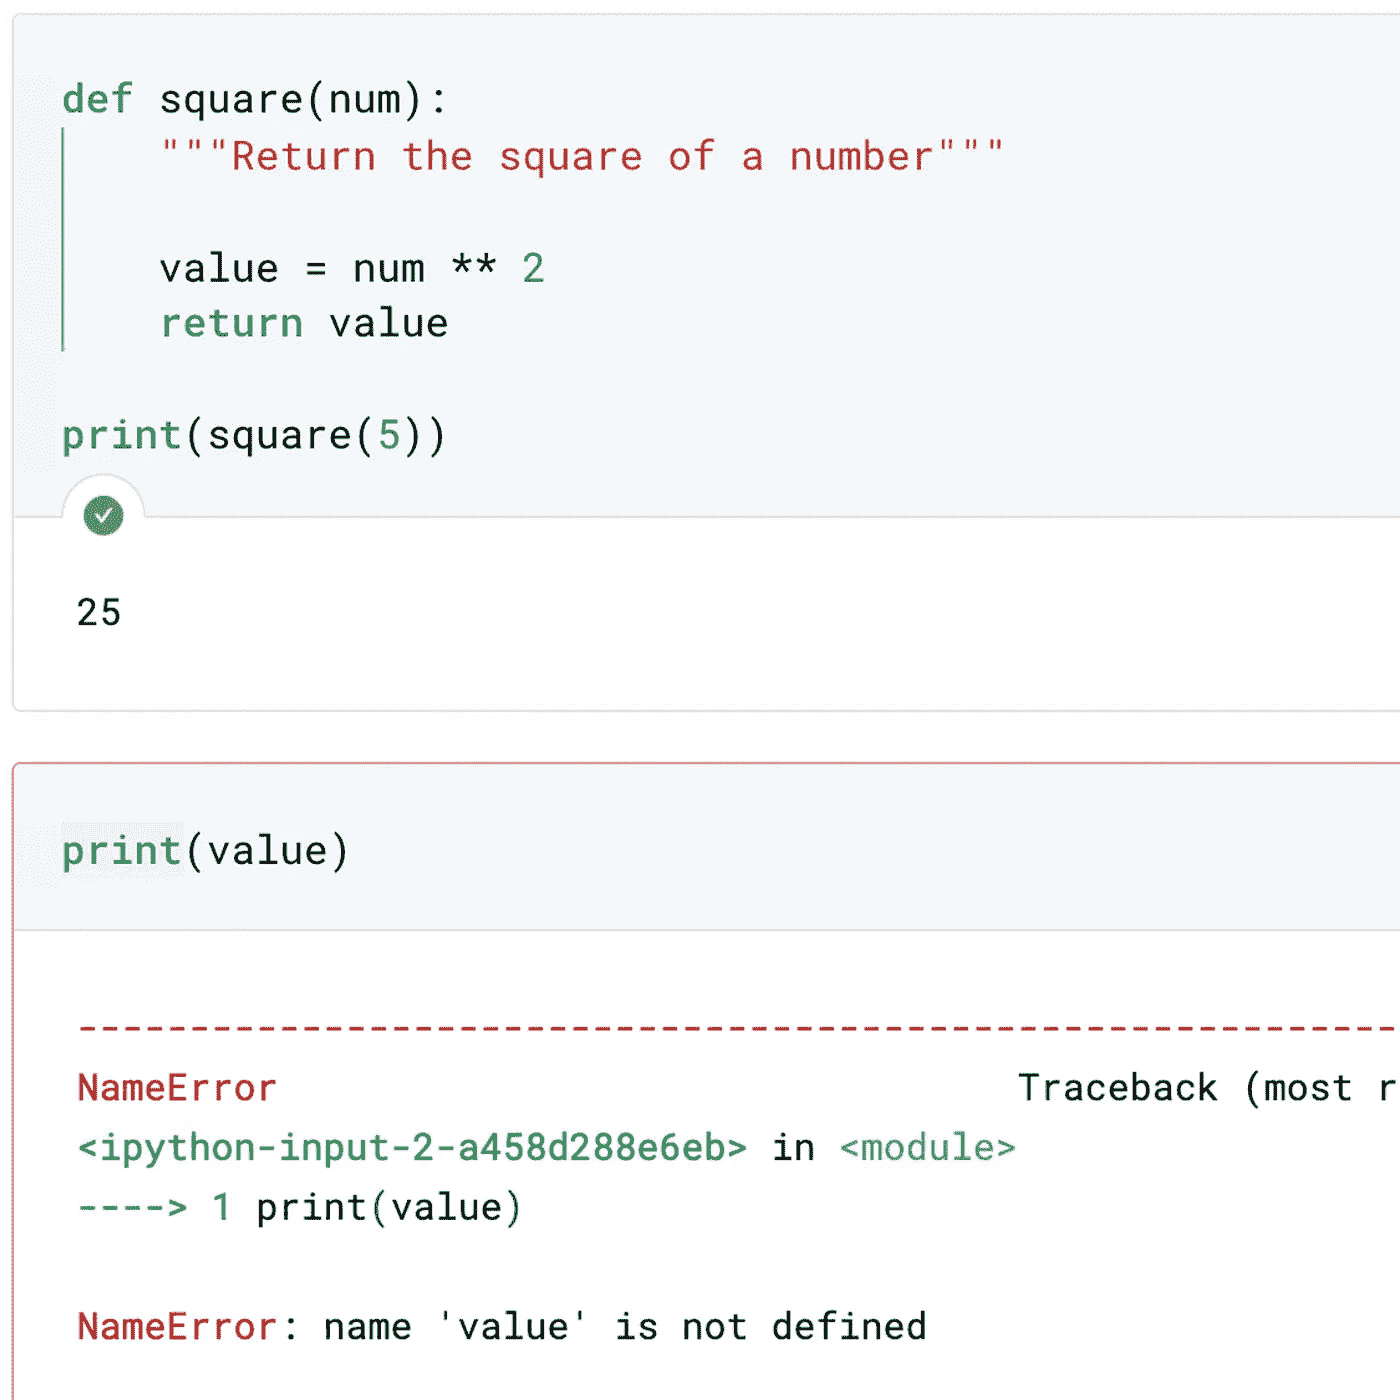 def square(num):
    """Return the square of a number"""
    value = num ** 2
    return value
print(square(5))
25
print(value)
------------------------------------------------------------
NameError Traceback (most r
<ipython-input-2-a458d288e6eb> in <module>
----> 1 print(value)
NameError: name 'value' is not defined